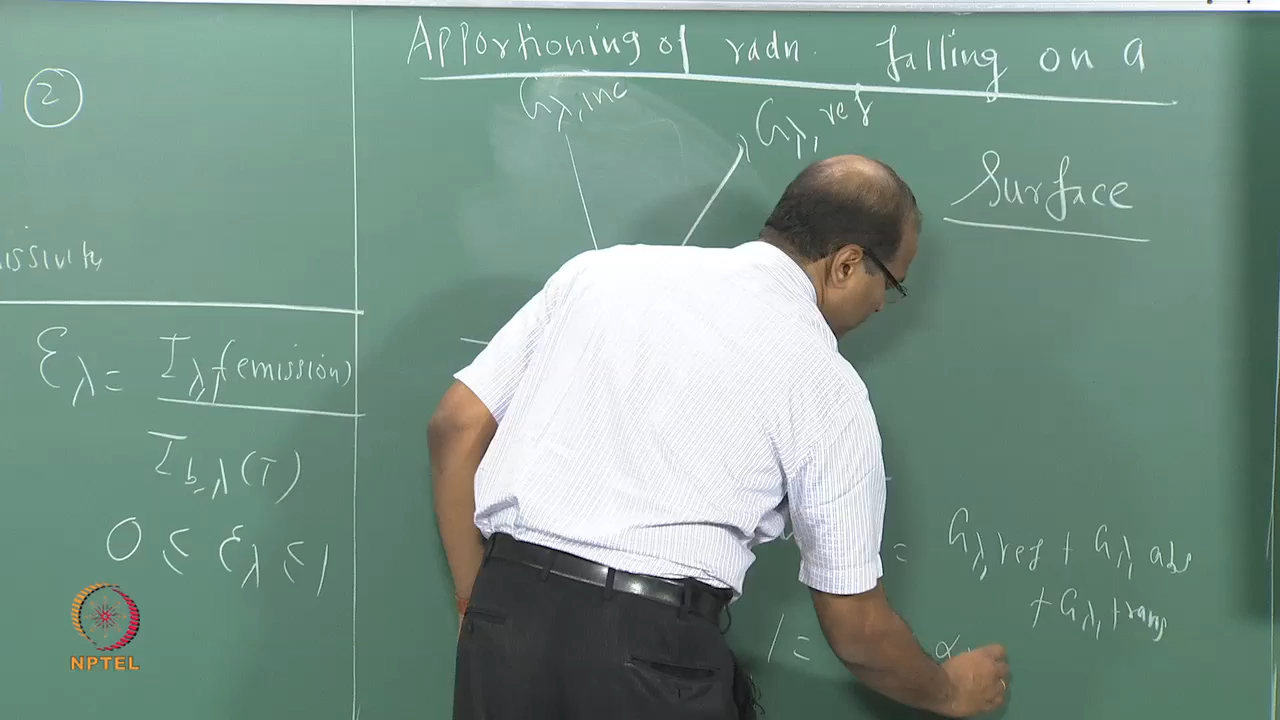 Apportioning of radn. falling on a
Surface
②
Gλ,inc
Gλ, ref
ελ = Iλ,(emission)
Ib,λ(T)
0 ≤ ελ ≤ 1
= Gλ,ref + Gλ, abs
+ Gλ, trans
1 =
α
NPTEL